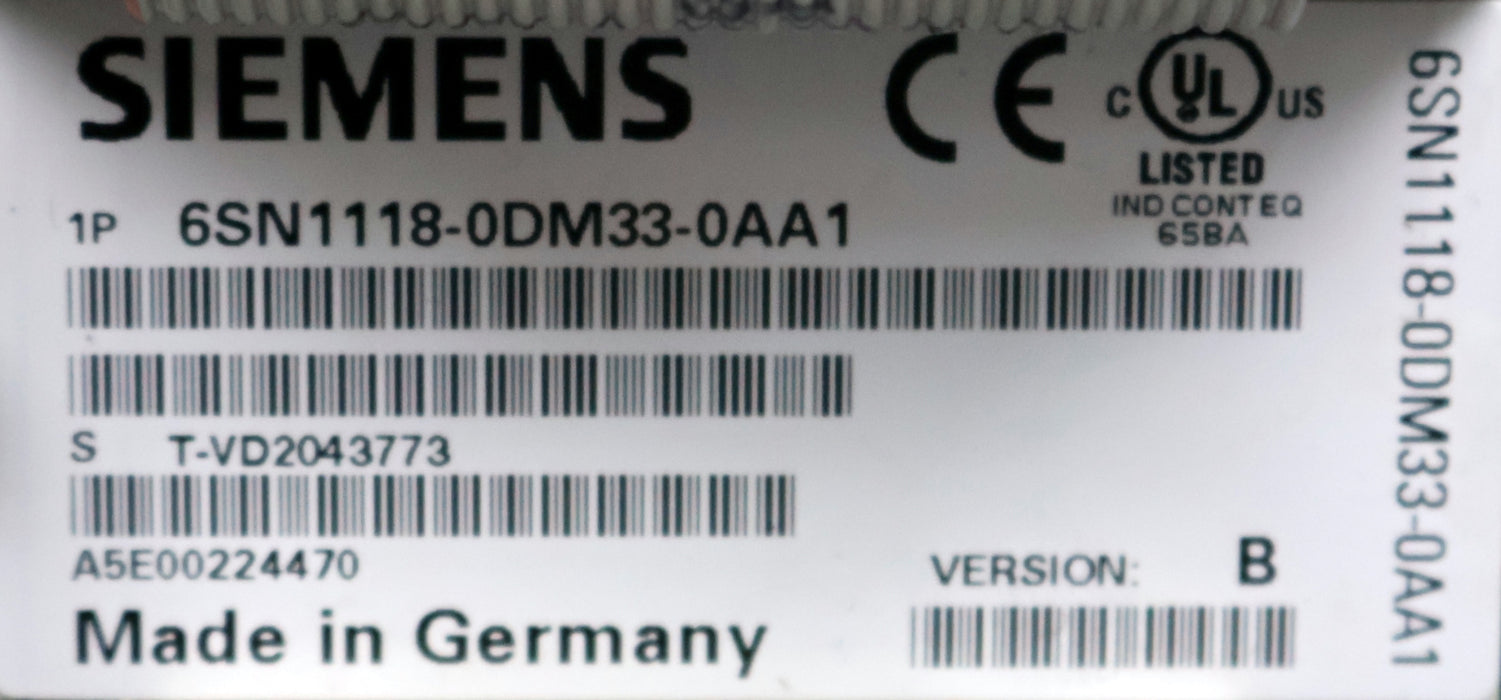 SIEMENS
CE
C UL US
LISTED
IND CONT EQ
65BA
1P 6SN1118-0DM33-0AA1
S T-VD2043773
A5E00224470
VERSION: B
Made in Germany
6SN1118-0DM33-0AA1